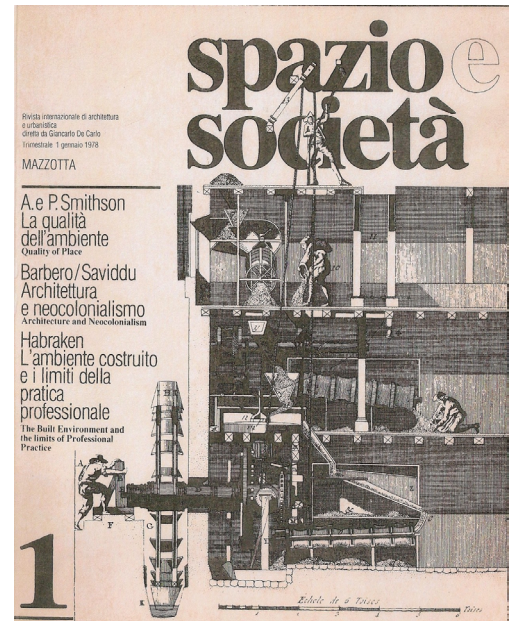 spazio e
società
Rivista internazionale di architettura
e urbanistica
diretta da Giancarlo De Carlo
Trimestrale 1 gennaio 1978
MAZZOTTA
A. e P. Smithson
La qualità
dell'ambiente
Quality of Place
Barbero/Saviddu
Architettura
e neocolonialismo
Architecture and Neocolonialism
Habraken
L'ambiente costruito
e i limiti della
pratica
professionale
The Built Environment and
the limits of Professional
Practice
1
A
H
F
G
K
Echele de 6 Toises
Toises